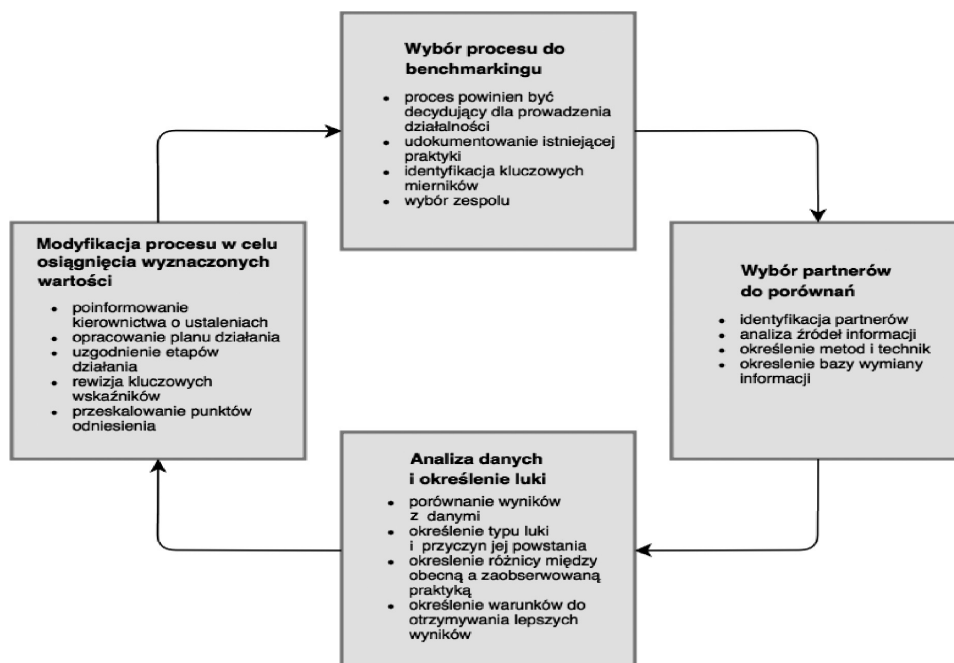 Wybór procesu do
benchmarkingu
• proces powinien być
decydujący dla prowadzenia
działalności
• udokumentowanie istniejącej
praktyki
• identyfikacja kluczowych
mierników
• wybór zespolu
Wybór partnerów
do porównań
• identyfikacja partnerów
• analiza źródeł informacji
• określenie metod i technik
• okreslenie bazy wymiany
informacji
Analiza danych
i określenie luki
• porównanie wyników
z danymi
• określenie typu luki
i przyczyn jej powstania
• okreslenie różnicy między
obecną a zaobserwowaną
praktyką
• określenie warunków do
otrzymywania lepszych
wyników
Modyfikacja procesu w celu
osiągnięcia wyznaczonych
wartości
• poinformowanie
kierownictwa o ustaleniach
• opracowanie planu działania
• uzgodnienie etapów
działania
• rewizja kluczowych
wskaźników
• przeskalowanie punktów
odniesienia